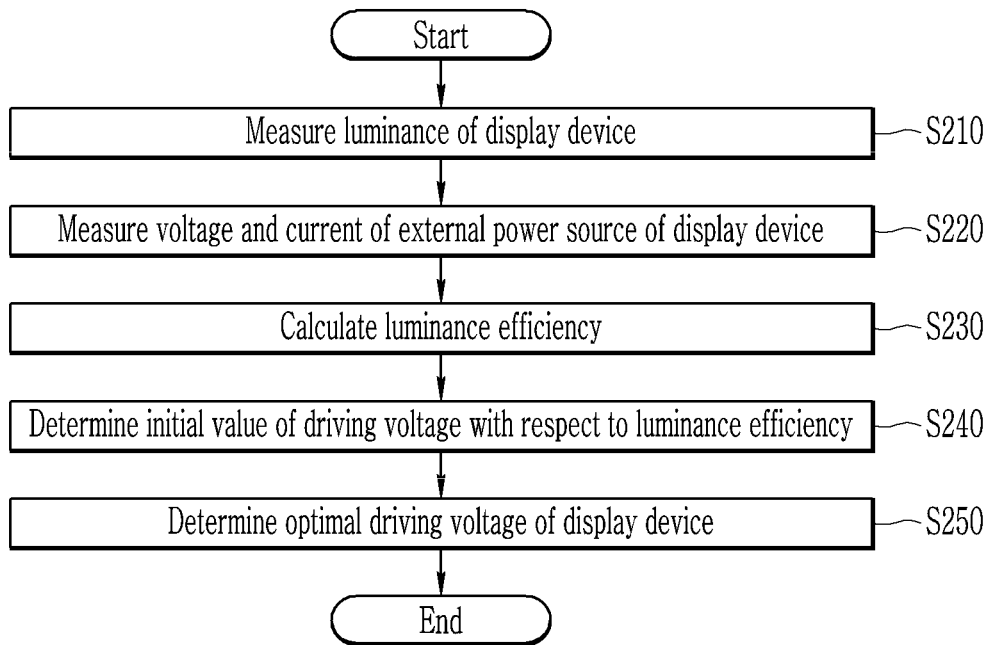 Start
Measure luminance of display device
S210
Measure voltage and current of external power source of display device
S220
Calculate luminance efficiency
S230
Determine initial value of driving voltage with respect to luminance efficiency
S240
Determine optimal driving voltage of display device
S250
End